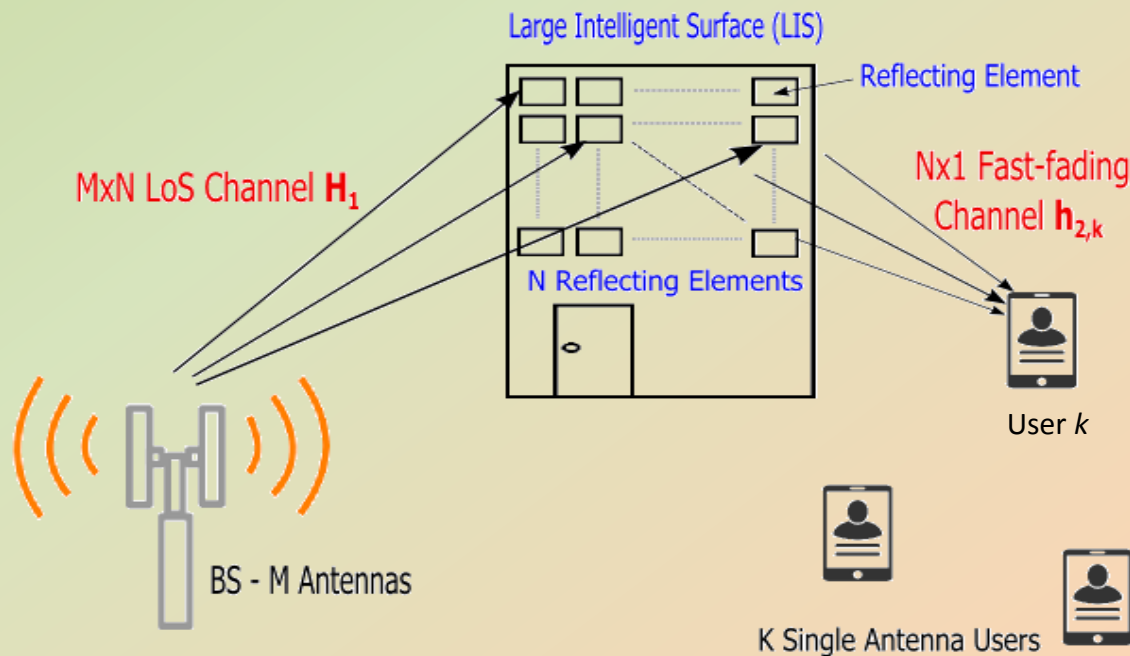 Large Intelligent Surface (LIS)
Reflecting Element
MxN LoS Channel H₁
Nx1 Fast-fading
Channel h₂,ₖ
N Reflecting Elements
User k
BS - M Antennas
K Single Antenna Users